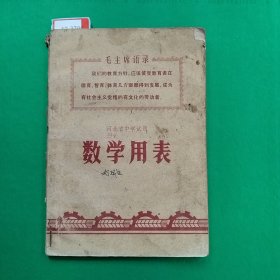 毛主席语录
我们的教育方针,应该使受教育者在
德育、智育、体育几方面都得到发展,成为
有社会主义觉悟的有文化的劳动者。
河北省中学试用
数学用表